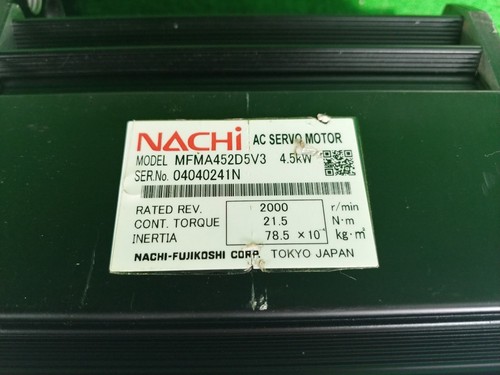 NACHi AC SERVO MOTOR
MODEL MFMA452D5V3 4.5kW
SER.No. 04040241N
RATED REV. 2000 r/min
CONT. TORQUE 21.5 N·m
INERTIA 78.5 ×10 kg·㎡
NACHI-FUJIKOSHI CORP. TOKYO JAPAN